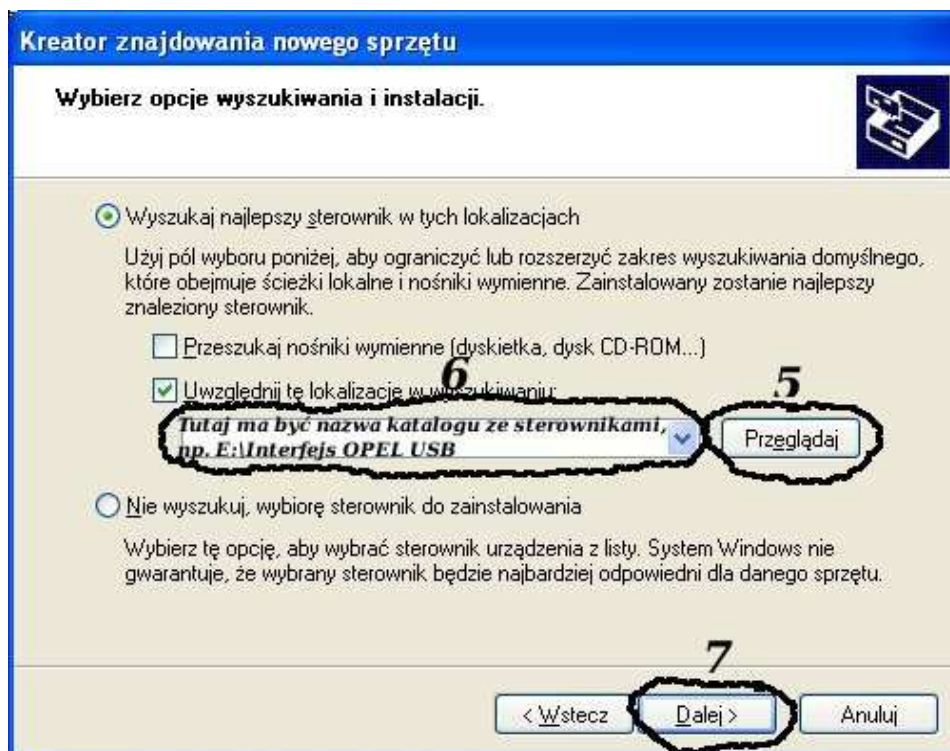 Kreator znajdowania nowego sprzętu
Wybierz opcje wyszukiwania i instalacji.
Wyszukaj najlepszy sterownik w tych lokalizacjach
Użyj pól wyboru poniżej, aby ograniczyć lub rozszerzyć zakres wyszukiwania domyślnego,
które obejmuje ścieżki lokalne i nośniki wymienne. Zainstalowany zostanie najlepszy
znaleziony sterownik.
Przeszukaj nośniki wymienne (dyskietka, dysk CD-ROM...)
6
5
Uwzględnij tę lokalizację w wyszukiwaniu:
Tutaj ma być nazwa katalogu ze sterownikami,
np. E:\Interfejs OPEL USB
Przeglądaj
Nie wyszukuj, wybiorę sterownik do zainstalowania
Wybierz tę opcję, aby wybrać sterownik urządzenia z listy. System Windows nie
gwarantuje, że wybrany sterownik będzie najbardziej odpowiedni dla danego sprzętu.
7
< Wstecz Dalej > Anuluj